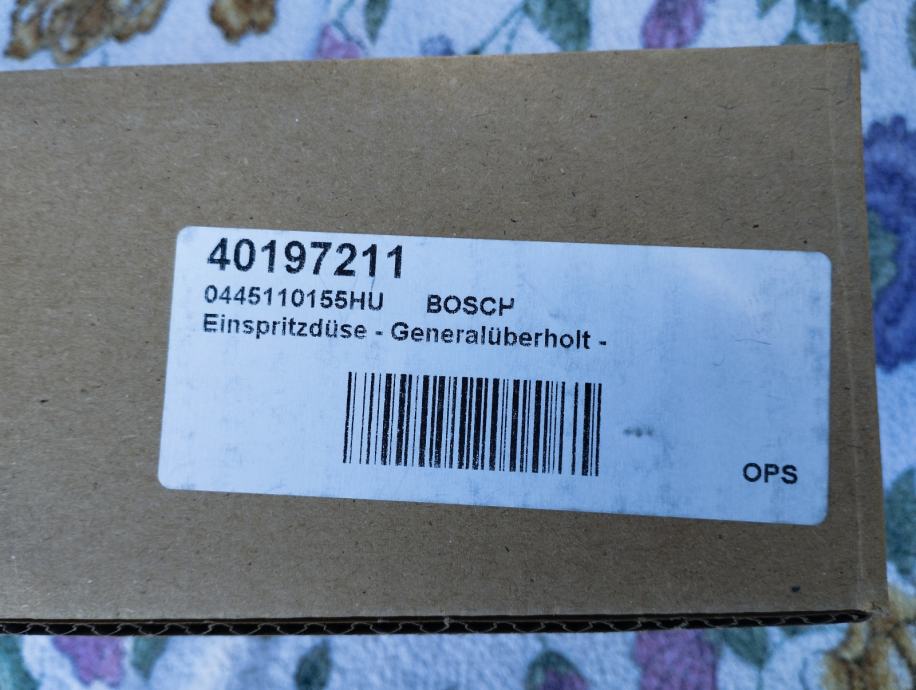 40197211
0445110155HU BOSCH
Einspritzdüse - Generalüberholt -
OPS